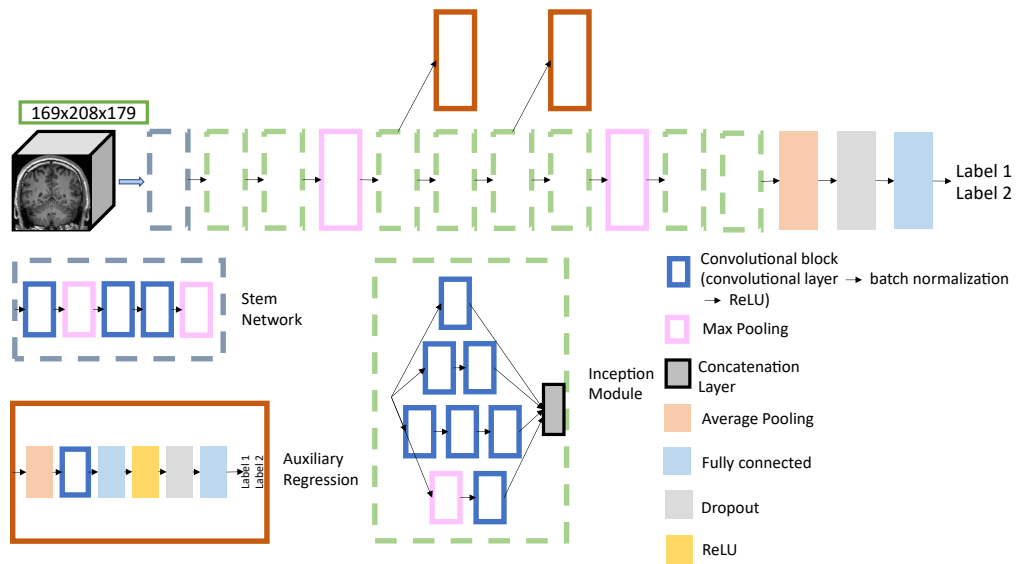 169x208x179
Label 1
Label 2
Stem
Network
Auxiliary
Regression
Label 1
Label 2
Inception
Module
Convolutional block
(convolutional layer → batch normalization
→ ReLU)
Max Pooling
Concatenation
Layer
Average Pooling
Fully connected
Dropout
ReLU